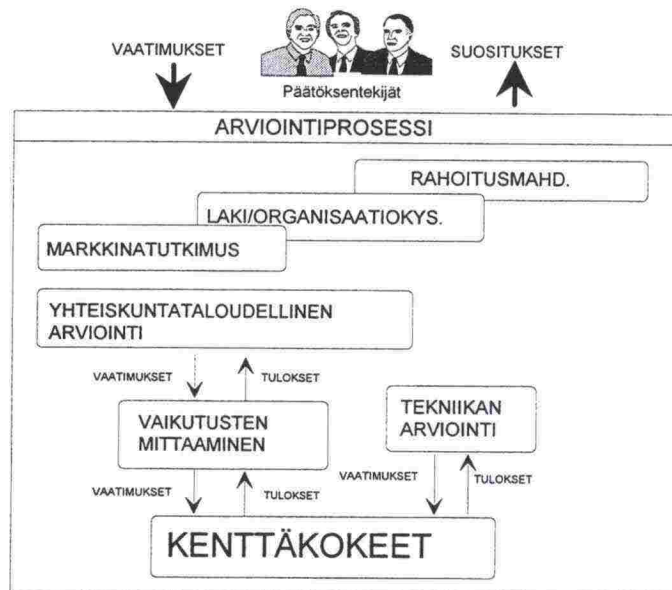 VAATIMUKSET
SUOSITUKSET
Päätöksentekijät
ARVIOINTIPROSESSI
RAHOITUSMAHD.
LAKI/ORGANISAATIOKYS.
MARKKINATUTKIMUS
YHTEISKUNTATALOUDELLINEN
ARVIOINTI
VAATIMUKSET
TULOKSET
VAIKUTUSTEN
MITTAAMINEN
TEKNIIKAN
ARVIOINTI
VAATIMUKSET
TULOKSET
VAATIMUKSET
TULOKSET
KENTTÄKOKEET